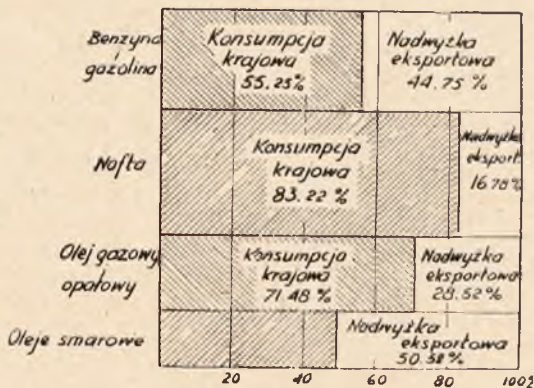 Benzyna
gazolina
Konsumpcja
krajowa
55.25%
Nadwyżka
eksportowa
44.75 %
Nafta
Konsumpcja
krajowa
83.22 %
Nadwyżka
eksport.
16.78%
Olej gazowy
opałowy
Konsumpcja
krajowa
71.48 %
Nadwyżka
eksportowa
28.52 %
Oleje smarowe
Nadwyżka
eksportowa
50.58%
20 40 60 80 100%